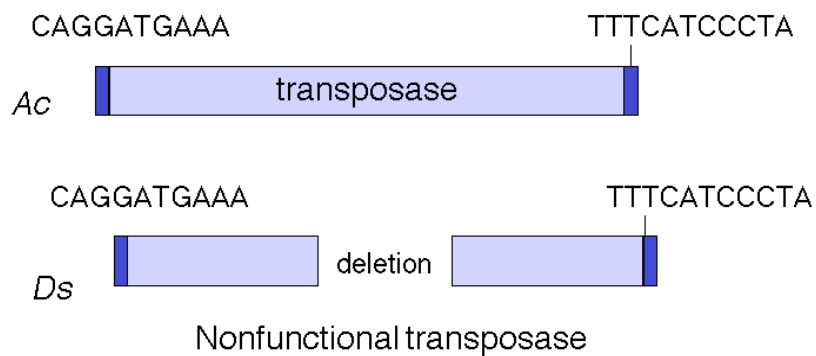 CAGGATGAAA TTTCATCCCTA
Ac transposase
CAGGATGAAA TTTCATCCCTA
Ds deletion
Nonfunctional transposase